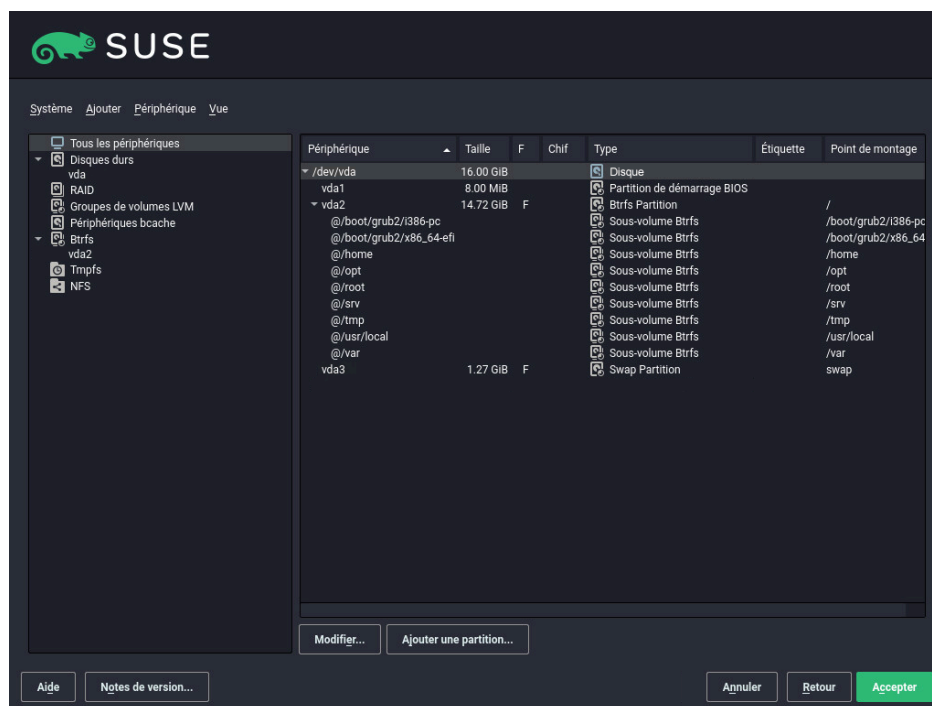 SUSE
Système Ajouter Périphérique Vue
Tous les périphériques
Disques durs
vda
RAID
Groupes de volumes LVM
Périphériques bcache
Btrfs
vda2
Tmpfs
NFS
Périphérique Taille F Chif Type Étiquette Point de montage
/dev/vda 16.00 GiB Disque
vda1 8.00 MiB Partition de démarrage BIOS
vda2 14.72 GiB F Btrfs Partition /
@/boot/grub2/i386-pc Sous-volume Btrfs /boot/grub2/i386-pc
@/boot/grub2/x86_64-efi Sous-volume Btrfs /boot/grub2/x86_64
@/home Sous-volume Btrfs /home
@/opt Sous-volume Btrfs /opt
@/root Sous-volume Btrfs /root
@/srv Sous-volume Btrfs /srv
@/tmp Sous-volume Btrfs /tmp
@/usr/local Sous-volume Btrfs /usr/local
@/var Sous-volume Btrfs /var
vda3 1.27 GiB F Swap Partition swap
Modifier... Ajouter une partition...
Aide Notes de version... Annuler Retour Accepter